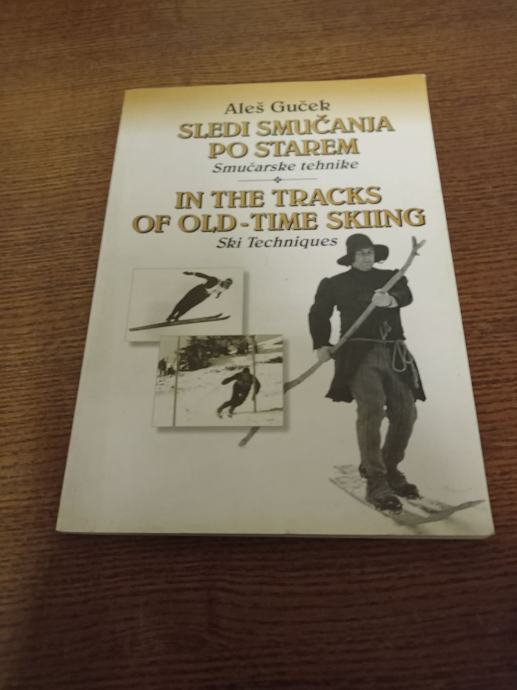 Aleš Guček
SLEDI SMUČANJA
PO STAREM
Smučarske tehnike
IN THE TRACKS
OF OLD-TIME SKIING
Ski Techniques